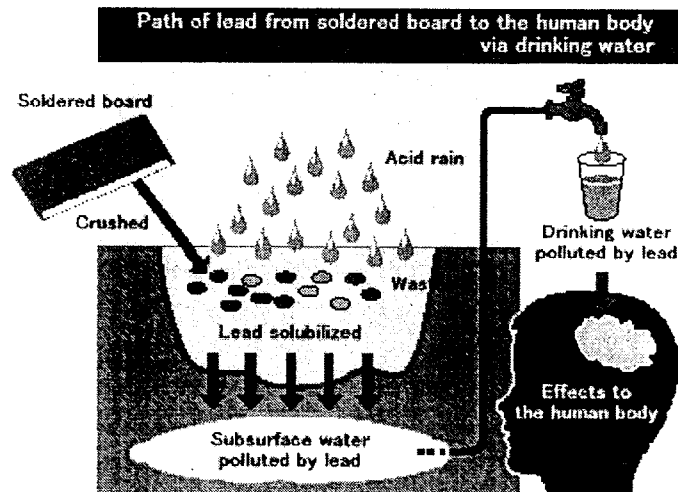 Path of lead from soldered board to the human body
via drinking water
Soldered board
Acid rain
Crushed
Drinking water
polluted by lead
Lead solubilized
Effects to
the human body
Subsurface water
polluted by lead